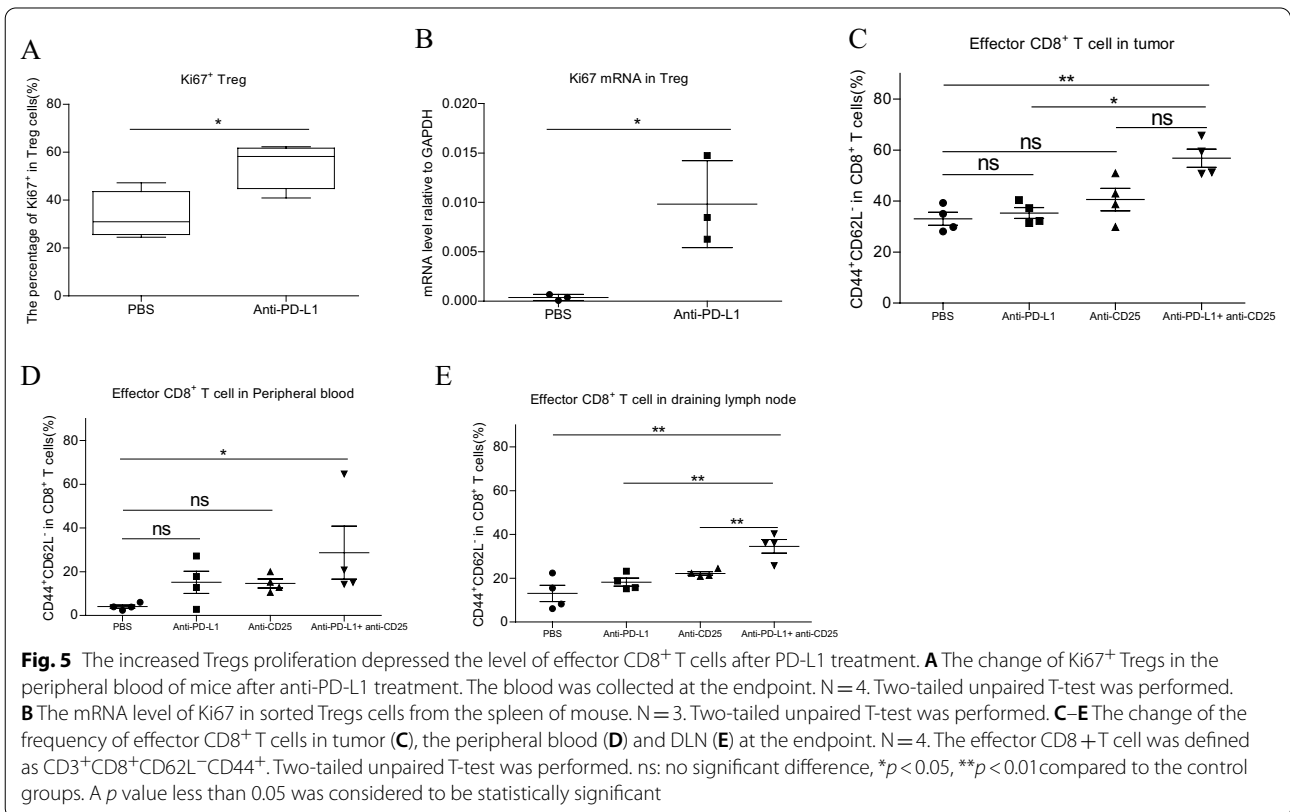 A
Ki67⁺ Treg
The percentage of Ki67⁺ in Treg cells(%)
80
60
40
20
0
*
PBS
Anti-PD-L1
B
Ki67 mRNA in Treg
mRNA level ralative to GAPDH
0.020
0.015
0.010
0.005
0.000
*
PBS
Anti-PD-L1
C
Effector CD8⁺ T cell in tumor
CD44⁺CD62L⁻ in CD8⁺ T cells(%)
80
60
40
20
0
**
*
ns
ns
ns
PBS
Anti-PD-L1
Anti-CD25
Anti-PD-L1+ anti-CD25
D
Effector CD8⁺ T cell in Peripheral blood
CD44⁺CD62L⁻ in CD8⁺ T cells(%)
80
60
40
20
0
*
ns
ns
PBS
Anti-PD-L1
Anti-CD25
Anti-PD-L1+ anti-CD25
E
Effector CD8⁺ T cell in draining lymph node
CD44⁺CD62L⁻ in CD8⁺ T cells(%)
80
60
40
20
0
**
**
**
PBS
Anti-PD-L1
Anti-CD25
Anti-PD-L1+ anti-CD25
Fig. 5 The increased Tregs proliferation depressed the level of effector CD8⁺ T cells after PD-L1 treatment. A The change of Ki67⁺ Tregs in the
peripheral blood of mice after anti-PD-L1 treatment. The blood was collected at the endpoint. N = 4. Two-tailed unpaired T-test was performed.
B The mRNA level of Ki67 in sorted Tregs cells from the spleen of mouse. N = 3. Two-tailed unpaired T-test was performed. C–E The change of the
frequency of effector CD8⁺ T cells in tumor (C), the peripheral blood (D) and DLN (E) at the endpoint. N = 4. The effector CD8 + T cell was defined
as CD3⁺CD8⁺CD62L⁻CD44⁺. Two-tailed unpaired T-test was performed. ns: no significant difference, *p < 0.05, **p < 0.01compared to the control
groups. A p value less than 0.05 was considered to be statistically significant